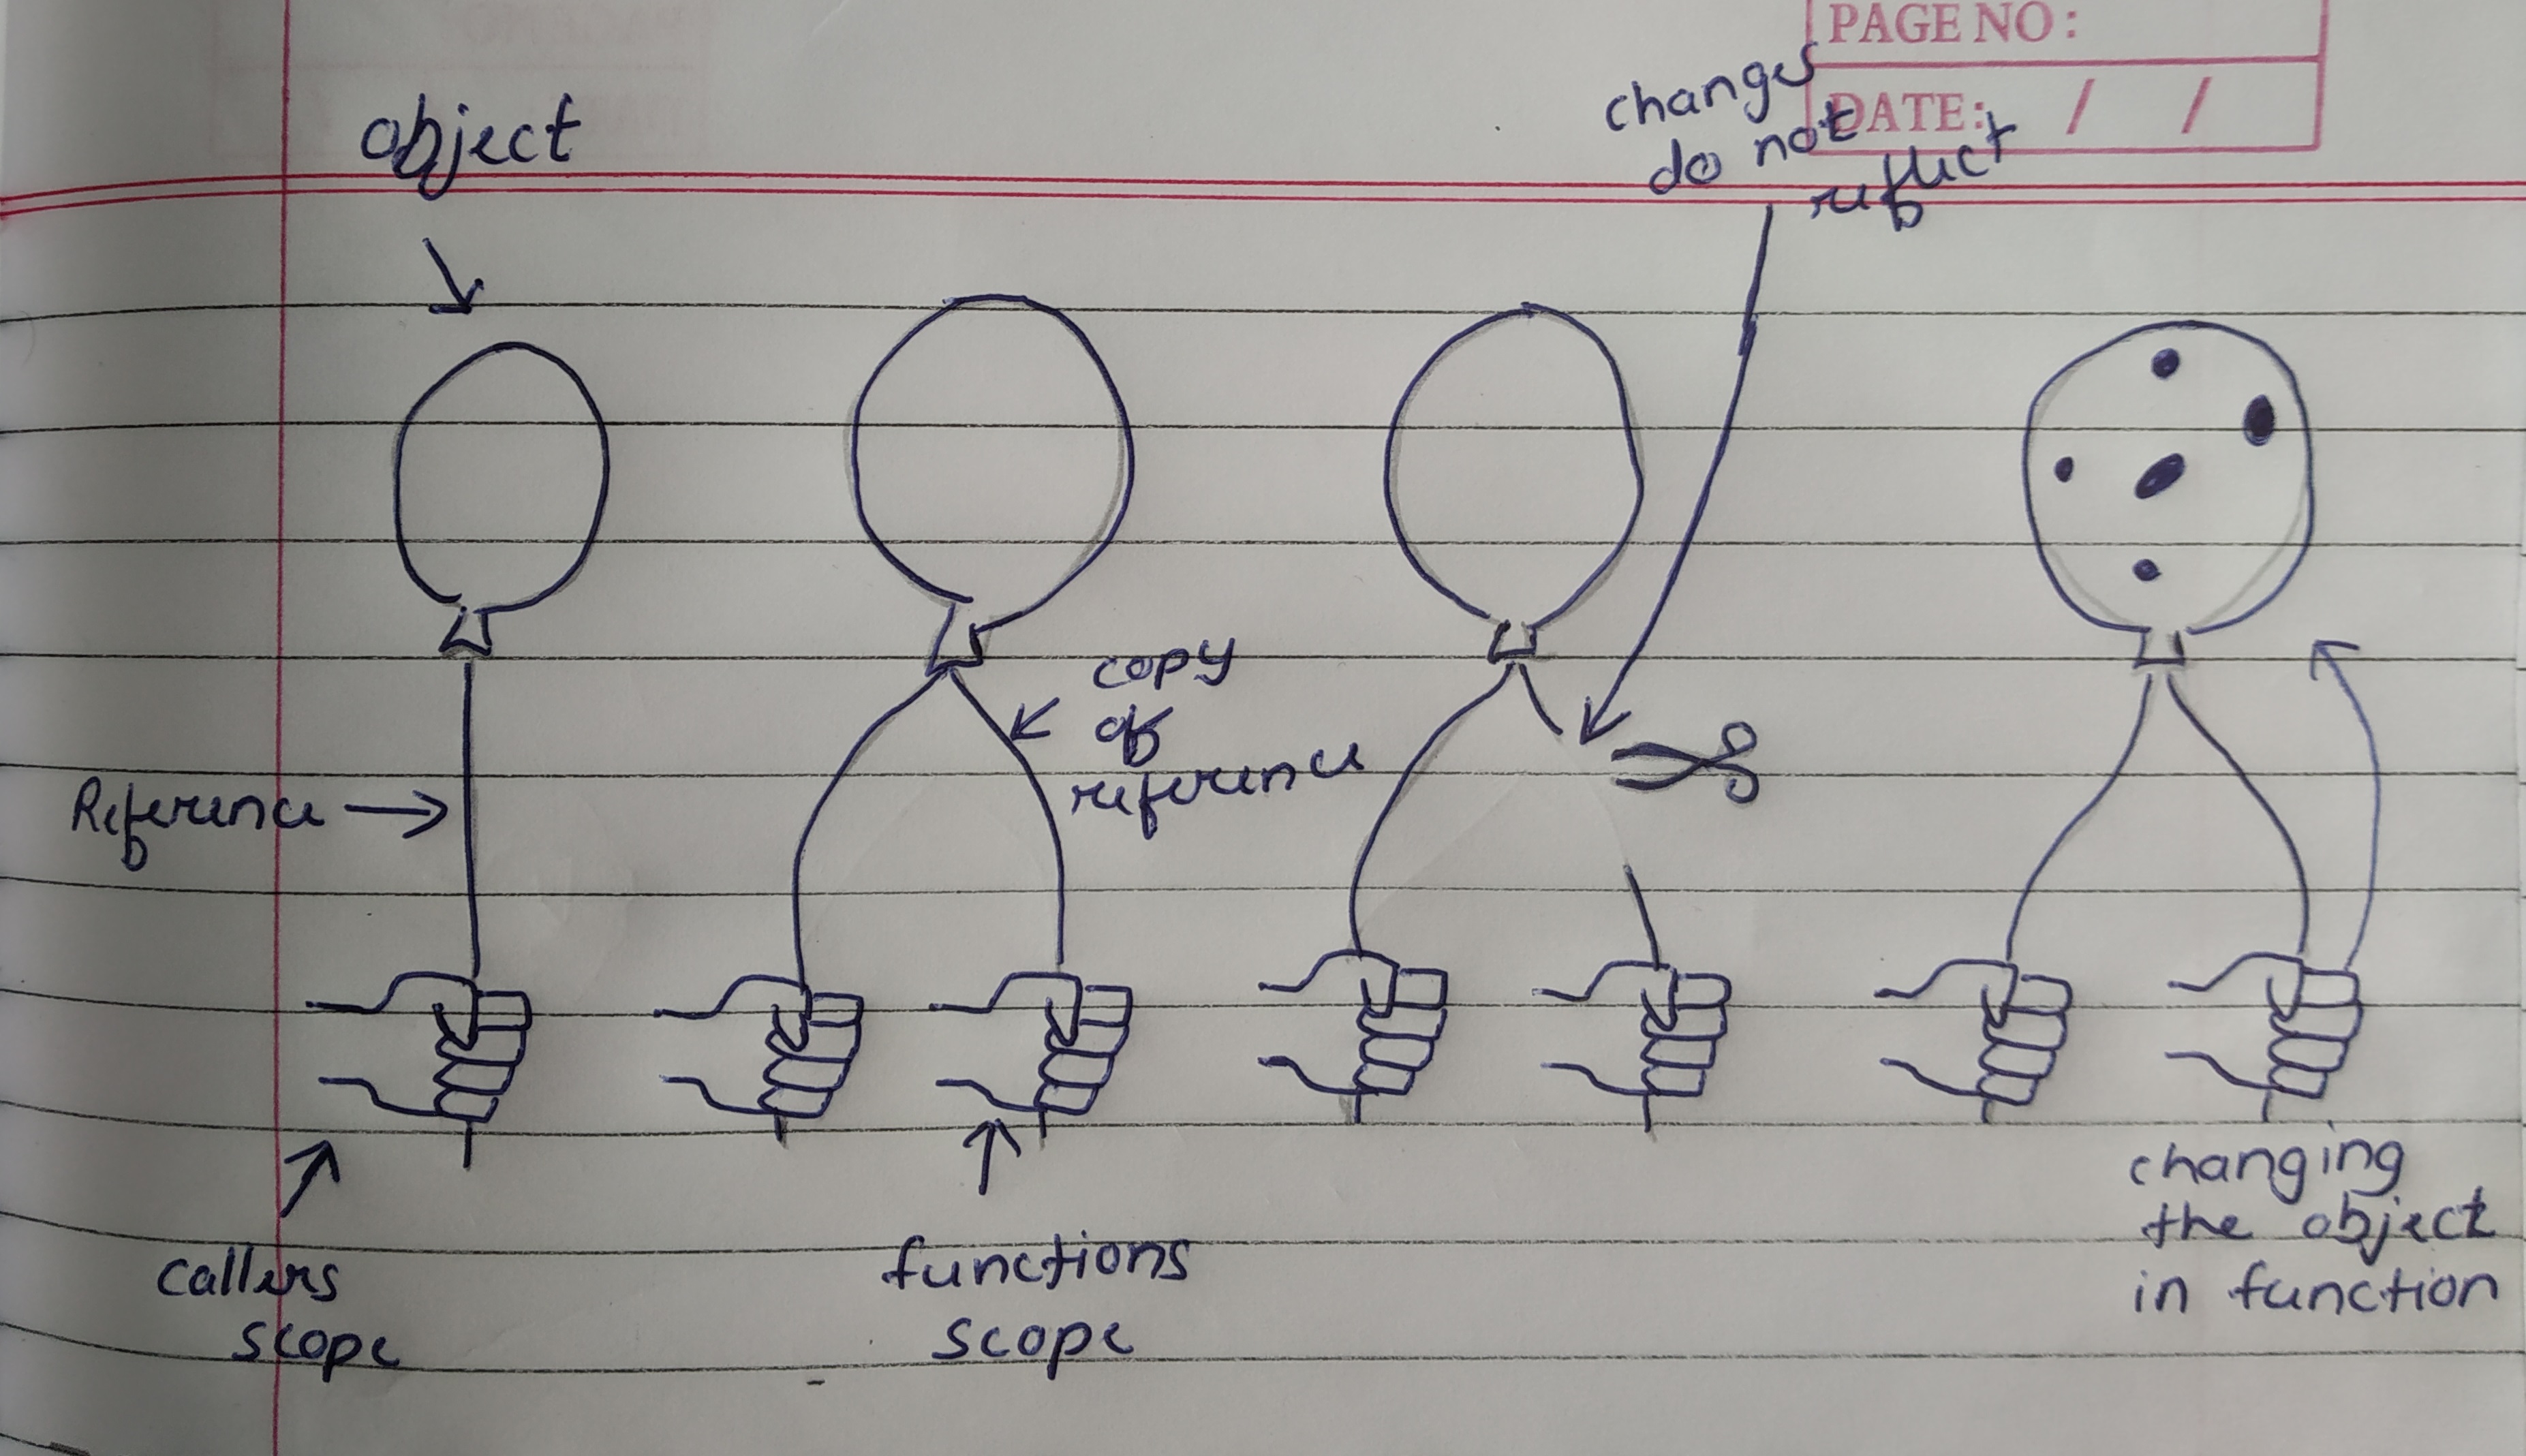 PAGE NO:
DATE: / /
object
changes
do not
reflect
copy
of
reference
Reference
callers
scope
functions
scope
changing
the object
in function